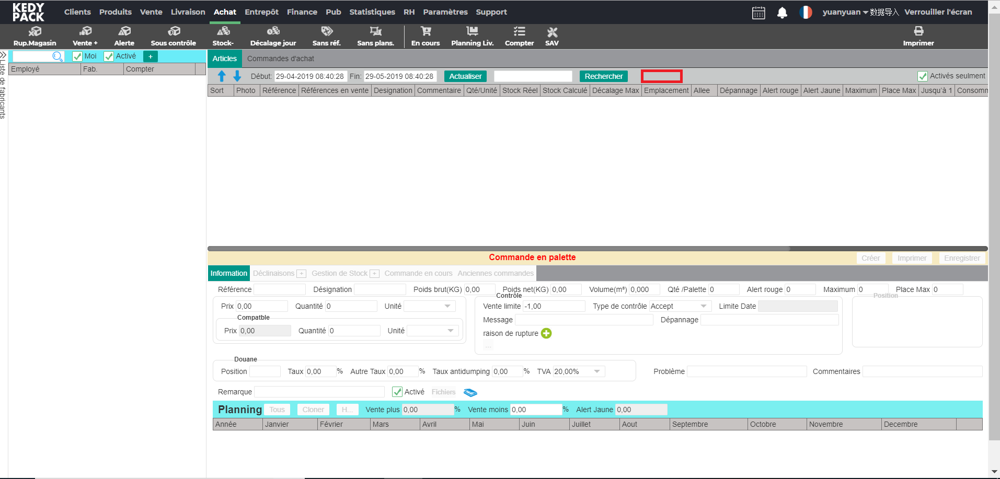 KEDY
PACK
Clients Produits Vente Livraison Achat Entrepôt Finance Pub Statistiques RH Paramètres Support
yuanyuan 数据导入 Verrouiller l'écran
Rup.Magasin Vente + Alerte Sous contrôle Stock- Décalage jour Sans réf. Sans plans. En cours Planning Liv. Compter SAV Imprimer
Liste de fabricants
Moi Activé +
Employé Fab. Compter
Articles Commandes d'achat
Début: 29-04-2019 08:40:28 Fin: 29-05-2019 08:40:28 Actualiser Rechercher Activés seulment
Sort Photo Référence Références en vente Designation Commentaire Qté/Unité Stock Réel Stock Calculé Décalage Max Emplacement Allee Dépannage Alert rouge Alert Jaune Maximum Place Max Jusqu'à 1 Consomm
Commande en palette
Créer Imprimer Enregistrer
Information Déclinaisons + Gestion de Stock + Commande en cours Anciennes commandes
Référence Désignation Poids brut(KG) 0,00 Poids net(KG) 0,00 Volume(m³) 0,000 Qté /Palette 0 Alert rouge 0 Maximum 0 Place Max 0
Contrôle Position
Prix 0,00 Quantité 0 Unité Vente limite -1,00 Type de contrôle Accept Limite Date
Compatble
Message Dépannage
Prix 0,00 Quantité 0 Unité
raison de rupture
...
Douane
Position Taux 0,00 % Autre Taux 0,00 % Taux antidumping 0,00 % TVA 20,00% Problème Commentaires
Remarque Activé Fichiers
Planning Tous Cloner H... Vente plus 0,00 % Vente moins 0,00 % Alert Jaune 0,00
Année Janvier Février Mars Avril Mai Juin Juillet Aout Septembre Octobre Novembre Decembre